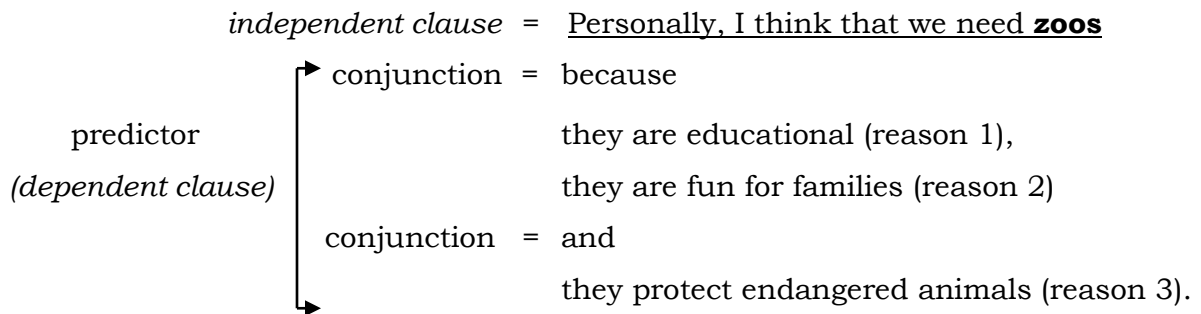 independent clause = Personally, I think that we need zoos
conjunction = because
predictor they are educational (reason 1),
(dependent clause) they are fun for families (reason 2)
conjunction = and
they protect endangered animals (reason 3).